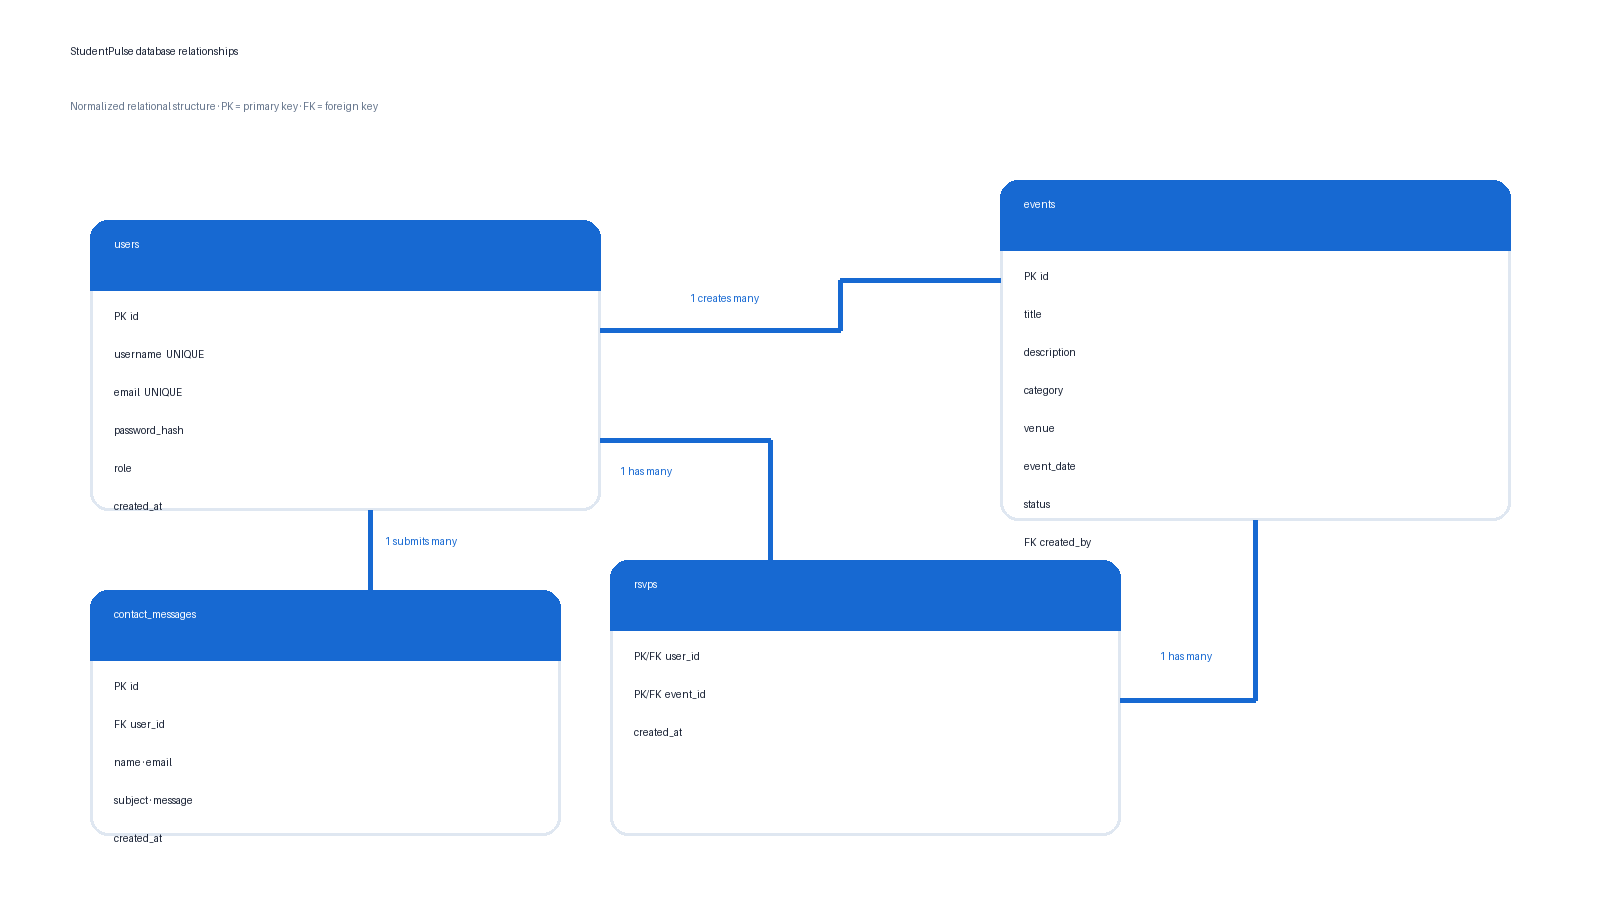 StudentPulse database relationships
Normalized relational structure · PK = primary key · FK = foreign key
users
PK id
username UNIQUE
email UNIQUE
password_hash
role
created_at
1 creates many
events
PK id
title
description
category
venue
event_date
status
FK created_by
1 has many
1 submits many
contact_messages
PK id
FK user_id
name · email
subject · message
created_at
rsvps
PK/FK user_id
PK/FK event_id
created_at
1 has many